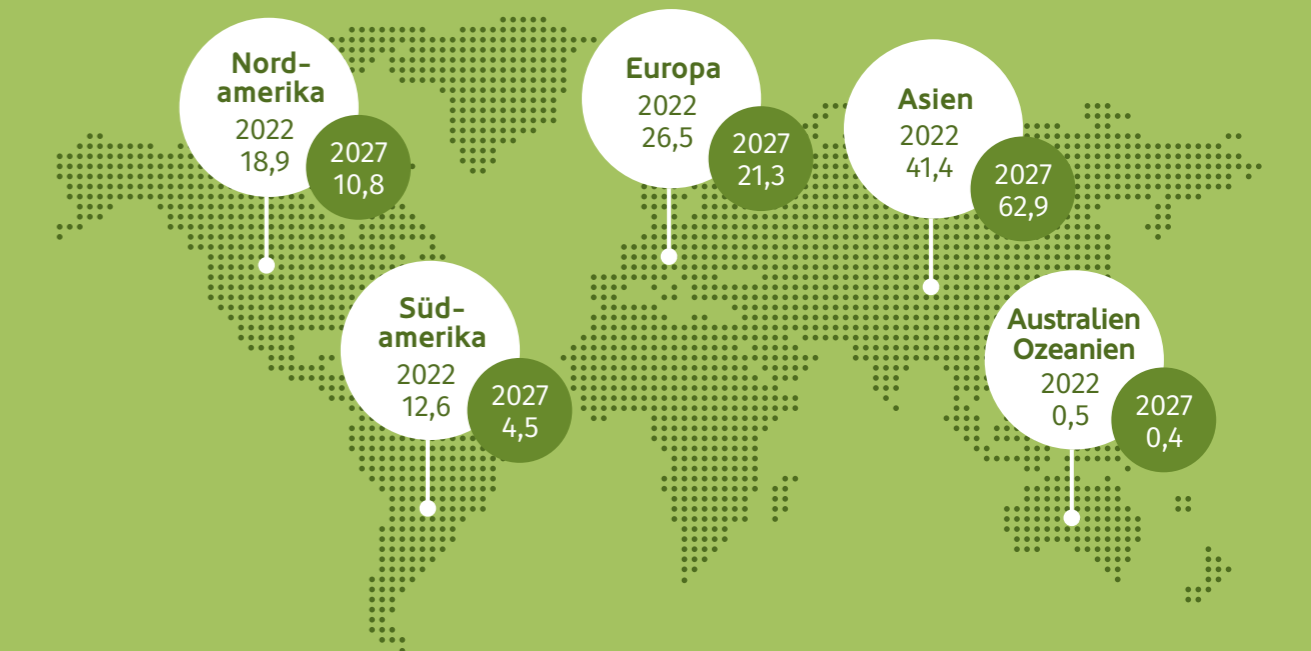 Nord-
amerika
2022
18,9
2027
10,8
Europa
2022
26,5
2027
21,3
Asien
2022
41,4
2027
62,9
Süd-
amerika
2022
12,6
2027
4,5
Australien
Ozeanien
2022
0,5
2027
0,4